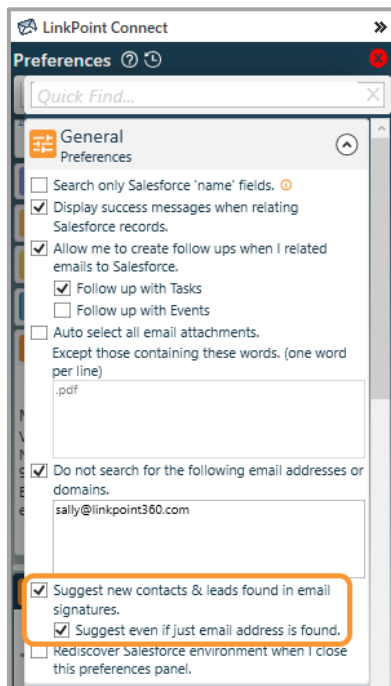 LinkPoint Connect
Preferences
Quick Find...
General
Preferences
Search only Salesforce 'name' fields.
Display success messages when relating
Salesforce records.
Allow me to create follow ups when I related
emails to Salesforce.
Follow up with Tasks
Follow up with Events
Auto select all email attachments.
Except those containing these words. (one word
per line)
.pdf
Do not search for the following email addresses or
domains.
sally@linkpoint360.com
Suggest new contacts & leads found in email
signatures.
Suggest even if just email address is found.
Rediscover Salesforce environment when I close
this preferences panel.